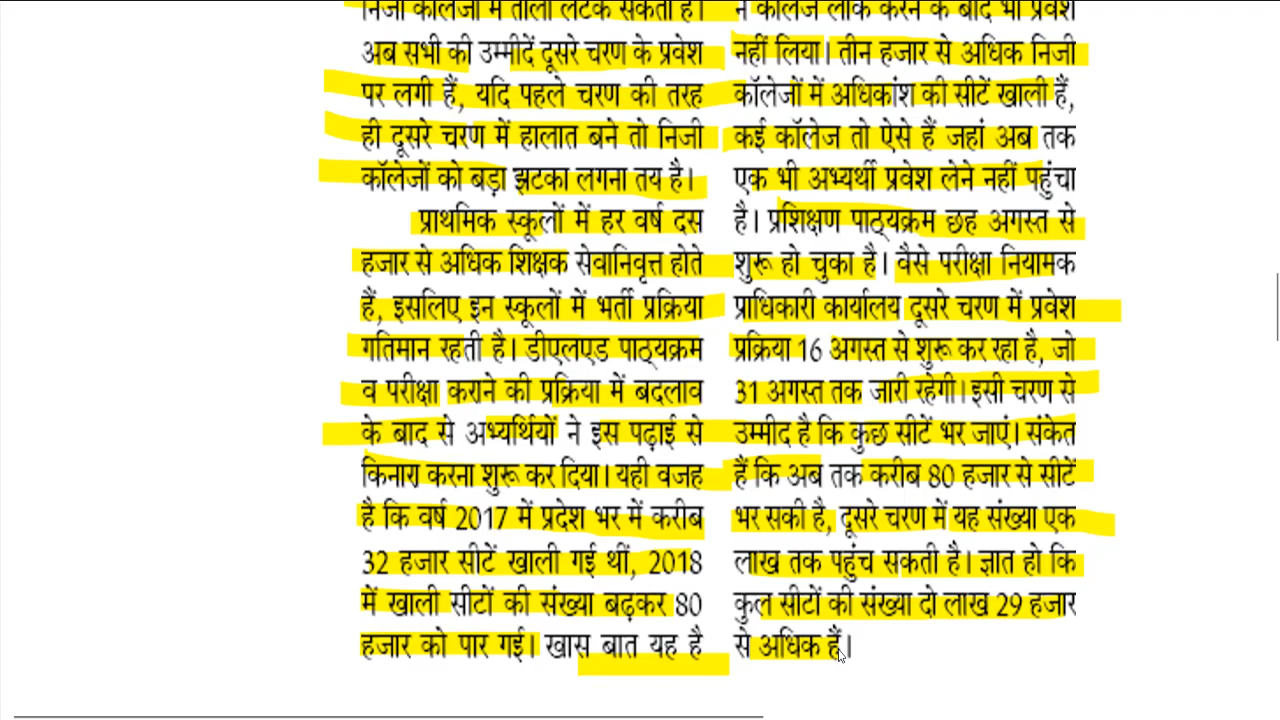 निजी कॉलेजों में ताला लटक सकता है।
अब सभी की उम्मीदें दूसरे चरण के प्रवेश
पर लगी हैं, यदि पहले चरण की तरह
ही दूसरे चरण में हालात बने तो निजी
कॉलेजों को बड़ा झटका लगना तय है।
प्राथमिक स्कूलों में हर वर्ष दस
हजार से अधिक शिक्षक सेवानिवृत्त होते
हैं, इसलिए इन स्कूलों में भर्ती प्रक्रिया
गतिमान रहती है। डीएलएड पाठ्यक्रम
व परीक्षा कराने की प्रक्रिया में बदलाव
के बाद से अभ्यर्थियों ने इस पढ़ाई से
किनारा करना शुरू कर दिया। यही वजह
है कि वर्ष 2017 में प्रदेश भर में करीब
32 हजार सीटें खाली गई थीं, 2018
में खाली सीटों की संख्या बढ़कर 80
हजार को पार गई। खास बात यह है
ने कॉलेज लॉक करने के बाद भी प्रवेश
नहीं लिया। तीन हजार से अधिक निजी
कॉलेजों में अधिकांश की सीटें खाली हैं,
कई कॉलेज तो ऐसे हैं जहां अब तक
एक भी अभ्यर्थी प्रवेश लेने नहीं पहुंचा
है। प्रशिक्षण पाठ्यक्रम छह अगस्त से
शुरू हो चुका है। वैसे परीक्षा नियामक
प्राधिकारी कार्यालय दूसरे चरण में प्रवेश
प्रक्रिया 16 अगस्त से शुरू कर रहा है, जो
31 अगस्त तक जारी रहेगी। इसी चरण से
उम्मीद है कि कुछ सीटें भर जाएं। संकेत
हैं कि अब तक करीब 80 हजार से सीटें
भर सकी है, दूसरे चरण में यह संख्या एक
लाख तक पहुंच सकती है। ज्ञात हो कि
कुल सीटों की संख्या दो लाख 29 हजार
से अधिक हैं।